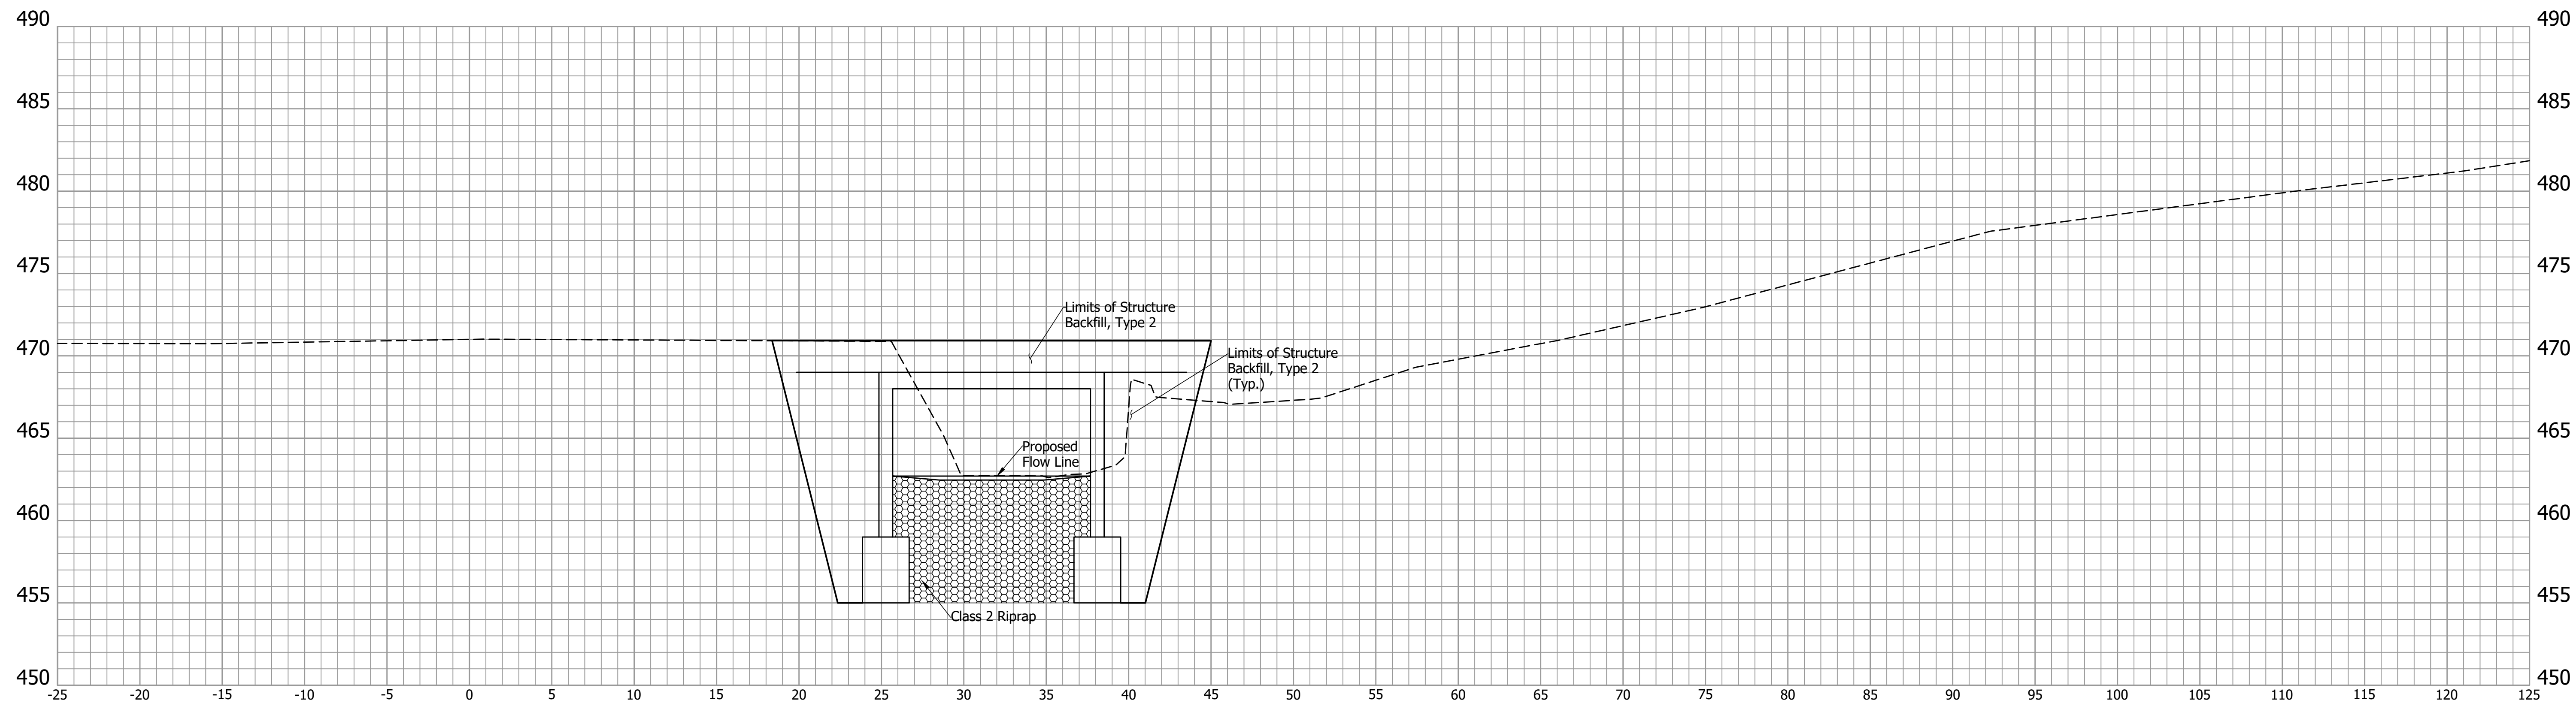 490 490
485 485
480 480
475 475
Limits of Structure
Backfill, Type 2
470 470
Limits of Structure
Backfill, Type 2
(Typ.)
465 465
Proposed
Flow Line
460 460
455 455
Class 2 Riprap
450 450
-25 -20 -15 -10 -5 0 5 10 15 20 25 30 35 40 45 50 55 60 65 70 75 80 85 90 95 100 105 110 115 120 125